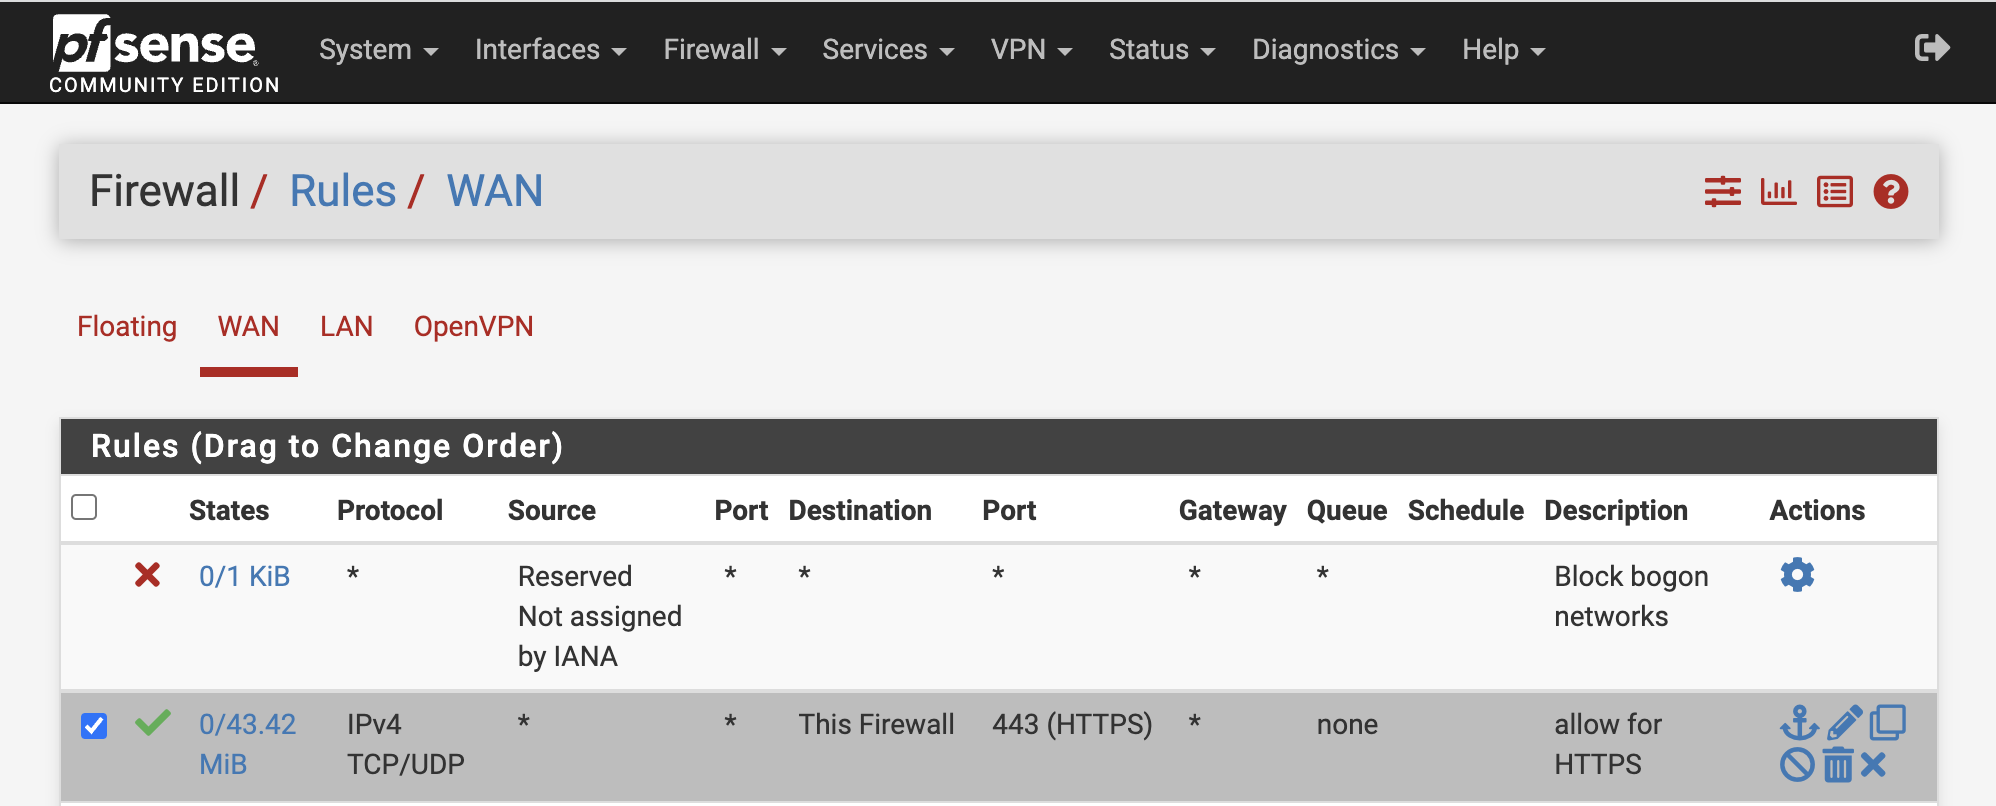 pfsense
COMMUNITY EDITION
System Interfaces Firewall Services VPN Status Diagnostics Help
Firewall / Rules / WAN
Floating WAN LAN OpenVPN
Rules (Drag to Change Order)
States Protocol Source Port Destination Port Gateway Queue Schedule Description Actions
0/1 KiB * Reserved * * * * * Block bogon
Not assigned networks
by IANA
0/43.42 IPv4 * * This Firewall 443 (HTTPS) * none allow for
MiB TCP/UDP HTTPS